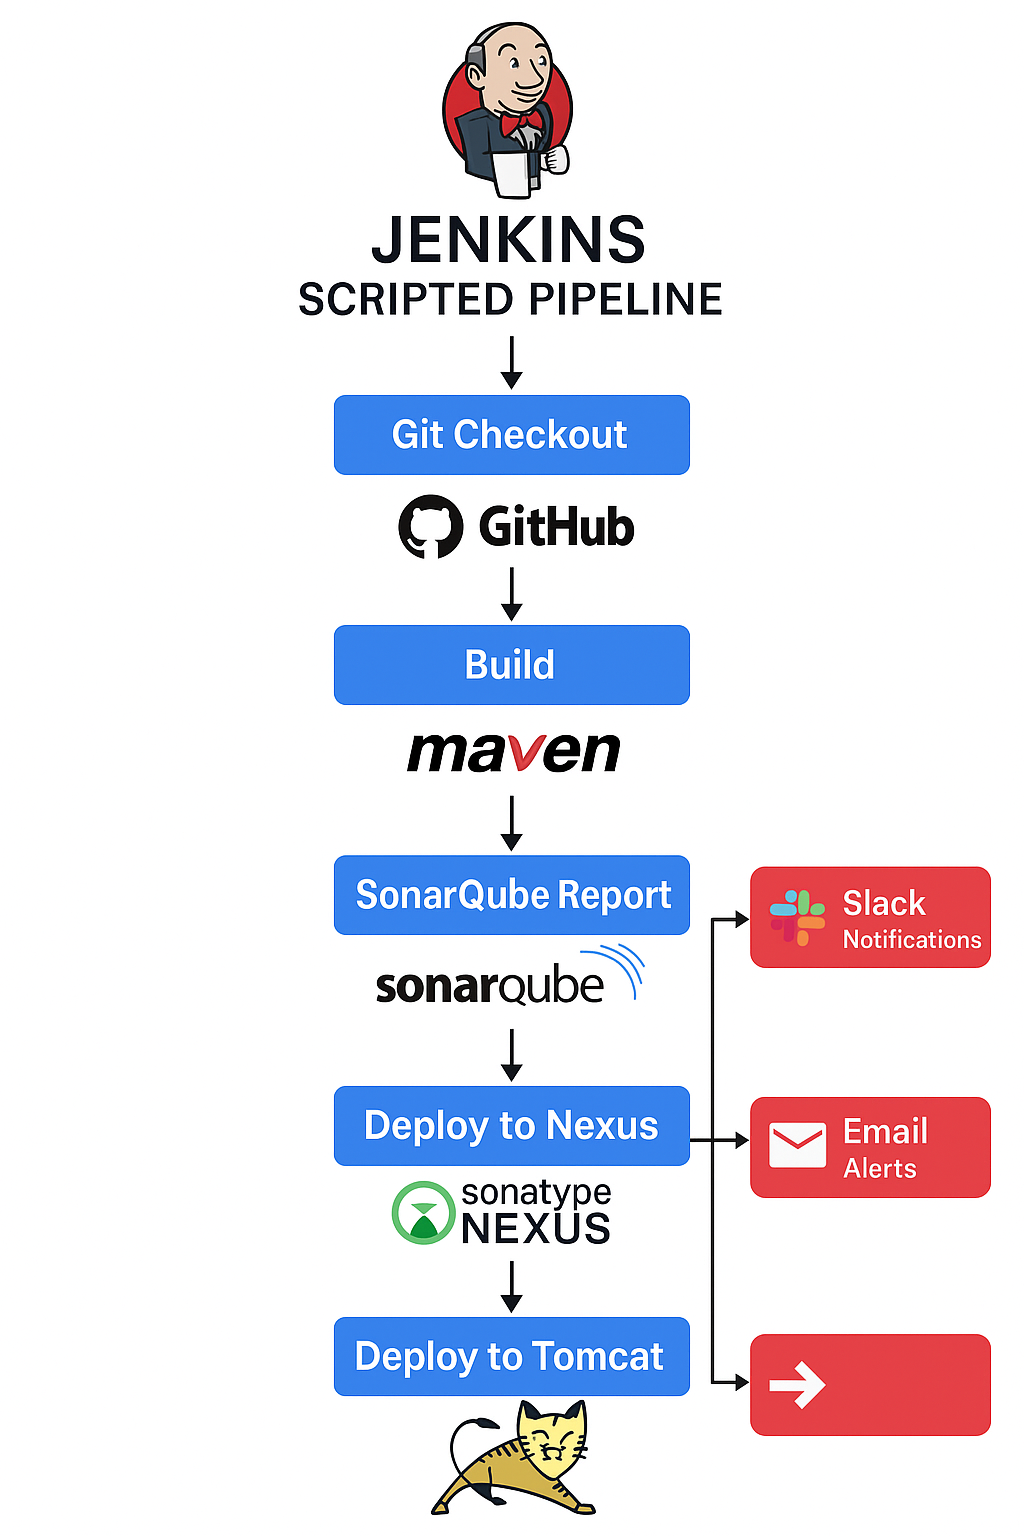 JENKINS
SCRIPTED PIPELINE
Git Checkout
GitHub
Build
maven
SonarQube Report
sonarqube
Deploy to Nexus
sonatype
NEXUS
Deploy to Tomcat
Slack
Notifications
Email
Alerts